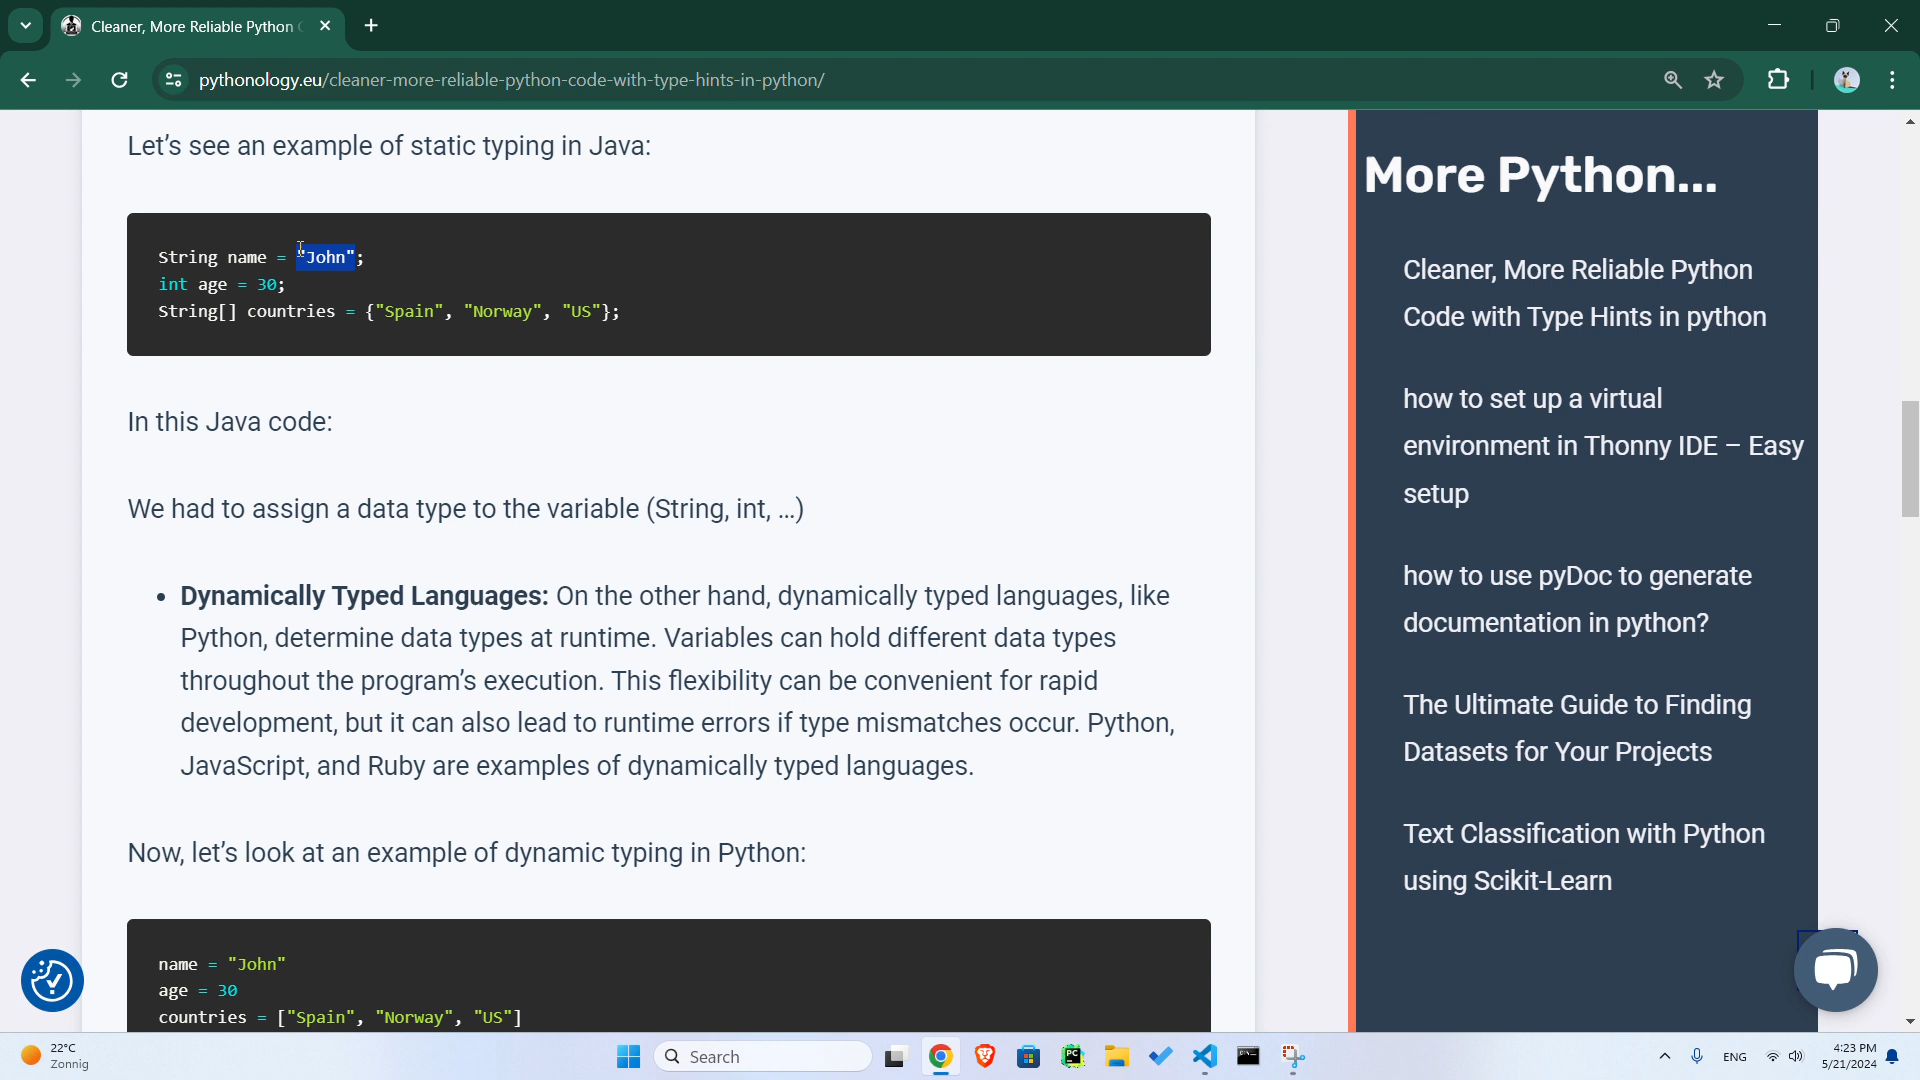 Cleaner, More Reliable Python
pythonology.eu/cleaner-more-reliable-python-code-with-type-hints-in-python/
Let’s see an example of static typing in Java:
String name = "John";
int age = 30;
String[] countries = {"Spain", "Norway", "US"};
In this Java code:
We had to assign a data type to the variable (String, int, …)
• Dynamically Typed Languages: On the other hand, dynamically typed languages, like
Python, determine data types at runtime. Variables can hold different data types
throughout the program’s execution. This flexibility can be convenient for rapid
development, but it can also lead to runtime errors if type mismatches occur. Python,
JavaScript, and Ruby are examples of dynamically typed languages.
Now, let’s look at an example of dynamic typing in Python:
name = "John"
age = 30
countries = ["Spain", "Norway", "US"]
More Python...
Cleaner, More Reliable Python
Code with Type Hints in python
how to set up a virtual
environment in Thonny IDE – Easy
setup
how to use pyDoc to generate
documentation in python?
The Ultimate Guide to Finding
Datasets for Your Projects
Text Classification with Python
using Scikit-Learn
22°C
Zonnig
Search
PC
ENG
4:23 PM
5/21/2024